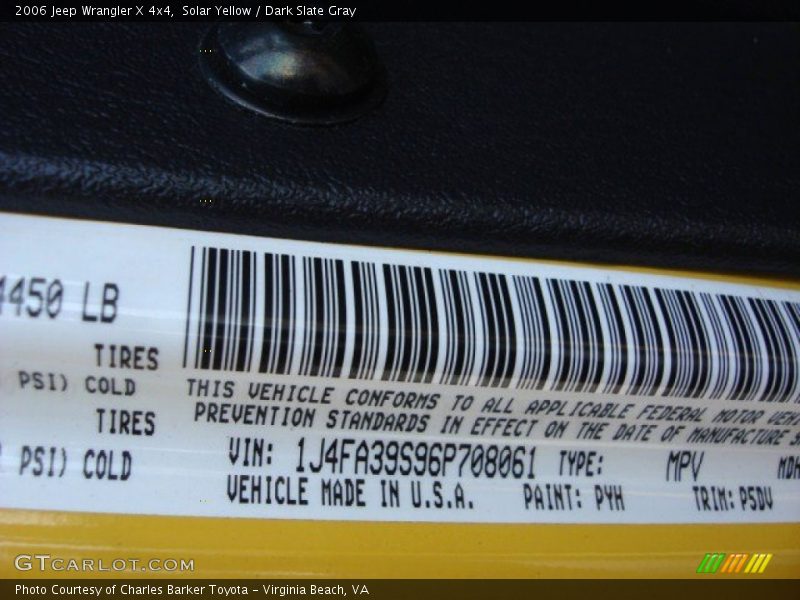 2006 Jeep Wrangler X 4x4, Solar Yellow / Dark Slate Gray
4450 LB
TIRES
PSI) COLD
TIRES
PSI) COLD
THIS VEHICLE CONFORMS TO ALL APPLICABLE FEDERAL MOTOR
PREVENTION STANDARDS IN EFFECT ON THE DATE OF MANUFACTURE
VIN: 1J4FA39S96P708061 TYPE: MPV
VEHICLE MADE IN U.S.A. PAINT: PYH TRIM: P5DV
GTCARLOT.COM
Photo Courtesy of Charles Barker Toyota – Virginia Beach, VA